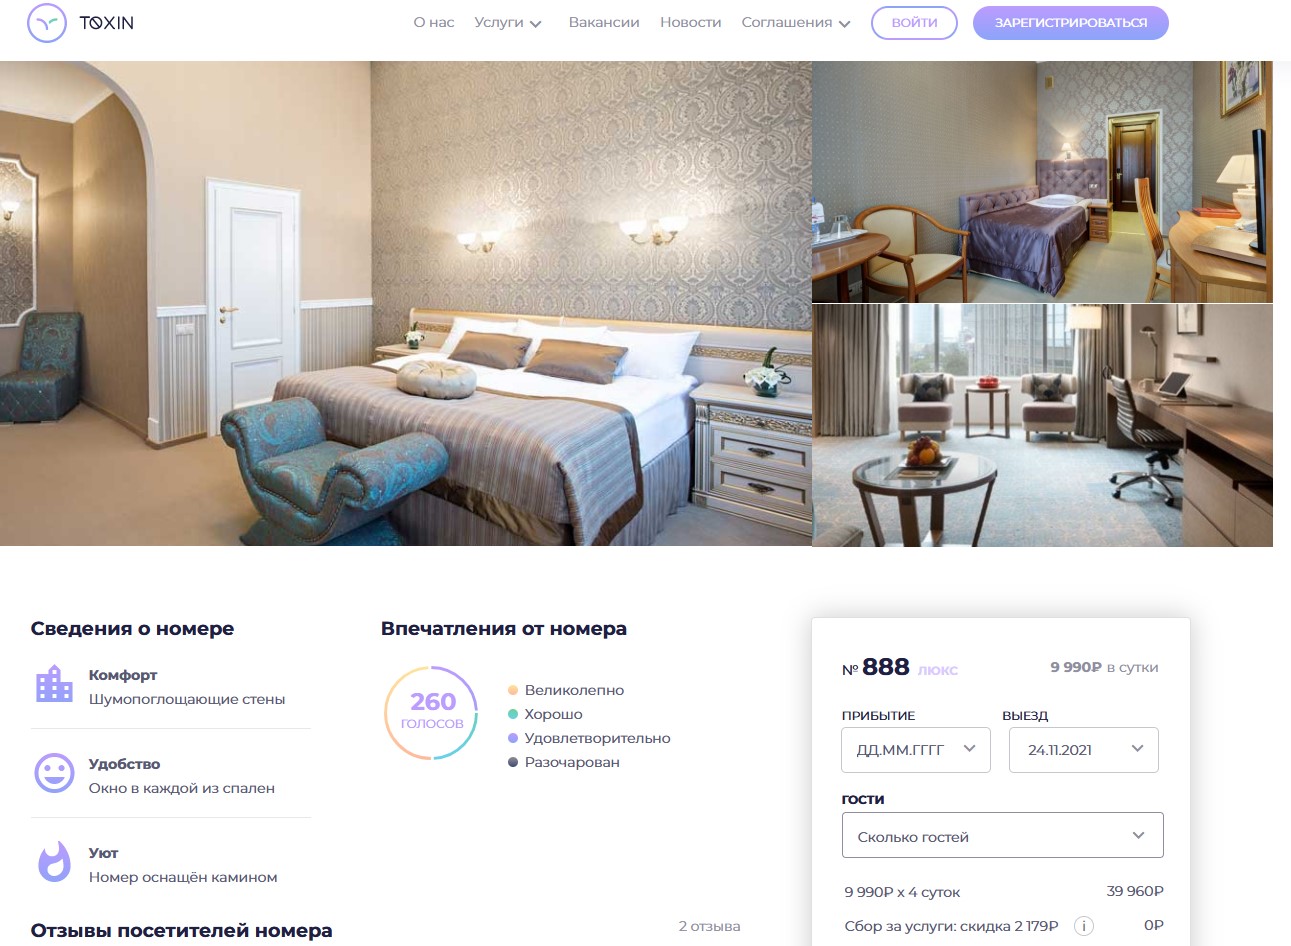 TOXIN О нас Услуги Вакансии Новости Соглашения ВОЙТИ ЗАРЕГИСТРИРОВАТЬСЯ
Сведения о номере
Комфорт
Шумопоглощающие стены
Удобство
Окно в каждой из спален
Уют
Номер оснащён камином
Впечатления от номера
260
ГОЛОСОВ
Великолепно
Хорошо
Удовлетворительно
Разочарован
Отзывы посетителей номера 2 отзыва
№ 888 ЛЮКС 9 990₽ в сутки
ПРИБЫТИЕ ВЫЕЗД
ДД.ММ.ГГГГ 24.11.2021
ГОСТИ
Сколько гостей
9 990₽ х 4 суток 39 960₽
Сбор за услуги: скидка 2 179₽ i 0₽